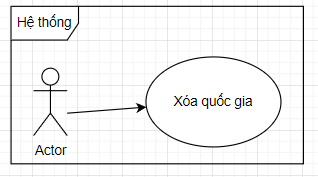 Hệ thống
Xóa quốc gia
Actor